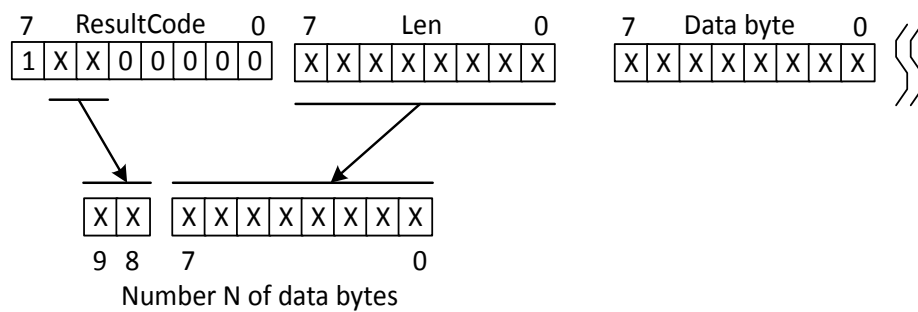 7 ResultCode 0 7 Len 0 7 Data byte 0
1 X X 0 0 0 0 0 X X X X X X X X X X X X X X X X
X X X X X X X X X X
9 8 7 0
Number N of data bytes